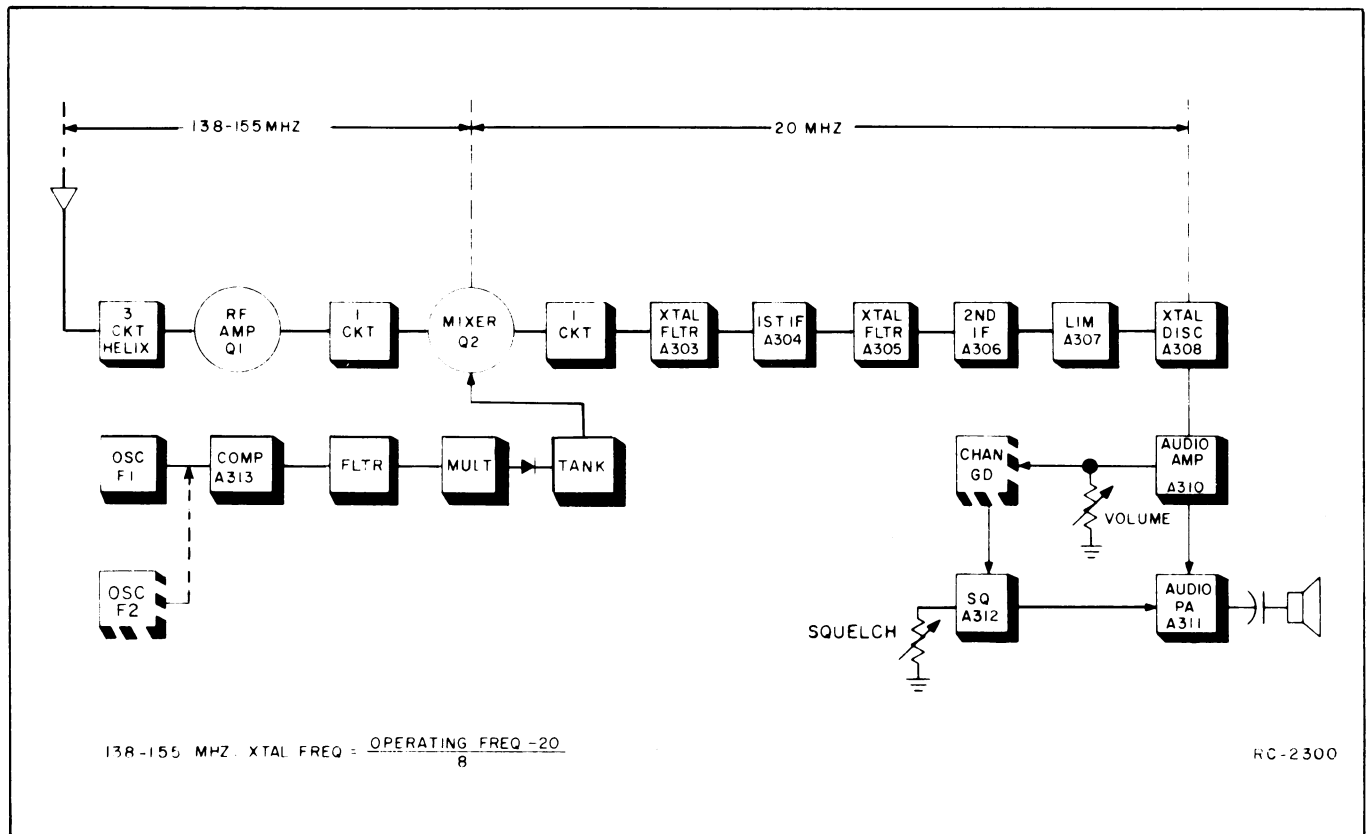 138-155MHZ
20 MHZ
3
CKT
HELIX
RF
AMP
Q1
1
CKT
MIXER
Q2
1
CKT
XTAL
FLTR
A303
1ST IF
A304
XTAL
FLTR
A305
2ND
IF
A306
LIM
A307
XTAL
DISC
A308
OSC
F1
COMP
A313
FLTR
MULT
TANK
CHAN
GD
AUDIO
AMP
A310
VOLUME
OSC
F2
SQUELCH
SQ
A312
AUDIO
PA
A311
138-155 MHZ. XTAL FREQ = OPERATING FREQ -20
8
RC-2300